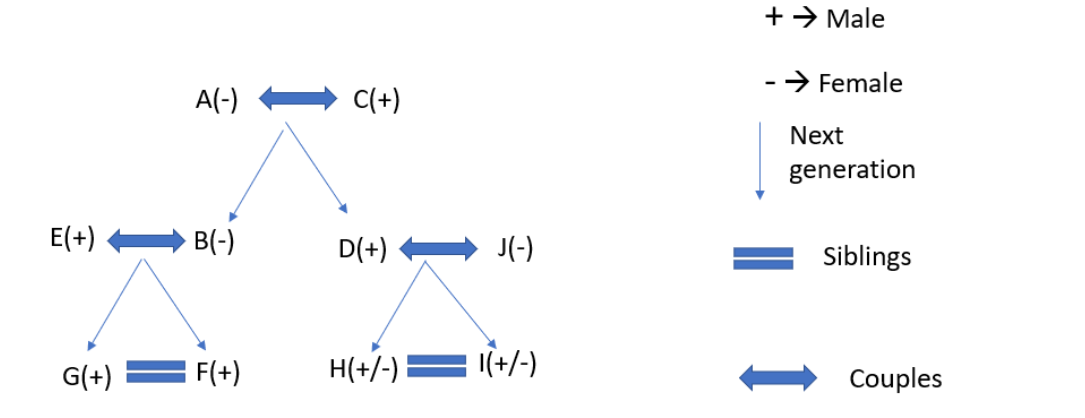 + → Male
- → Female
A(-) C(+)
Next
generation
E(+) B(-)
D(+) J(-)
Siblings
G(+) F(+)
H(+/-) I(+/-)
Couples